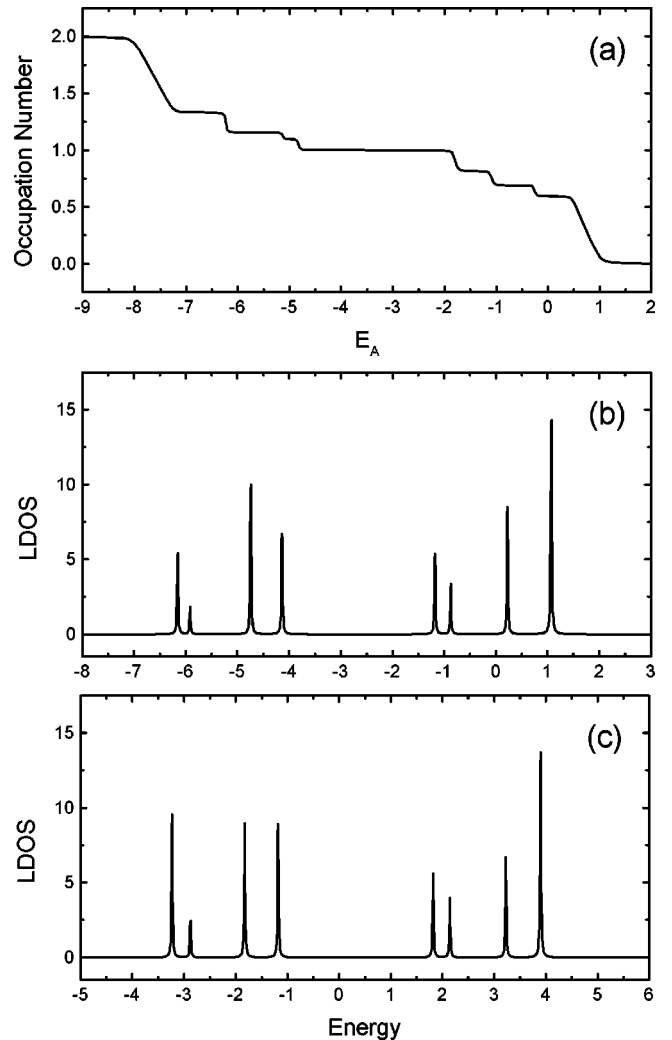 (a)
Occupation Number
2.0
1.5
1.0
0.5
0.0
-9 -8 -7 -6 -5 -4 -3 -2 -1 0 1 2
E_A
(b)
LDOS
15
10
5
0
-8 -7 -6 -5 -4 -3 -2 -1 0 1 2 3
(c)
LDOS
15
10
5
0
-5 -4 -3 -2 -1 0 1 2 3 4 5 6
Energy